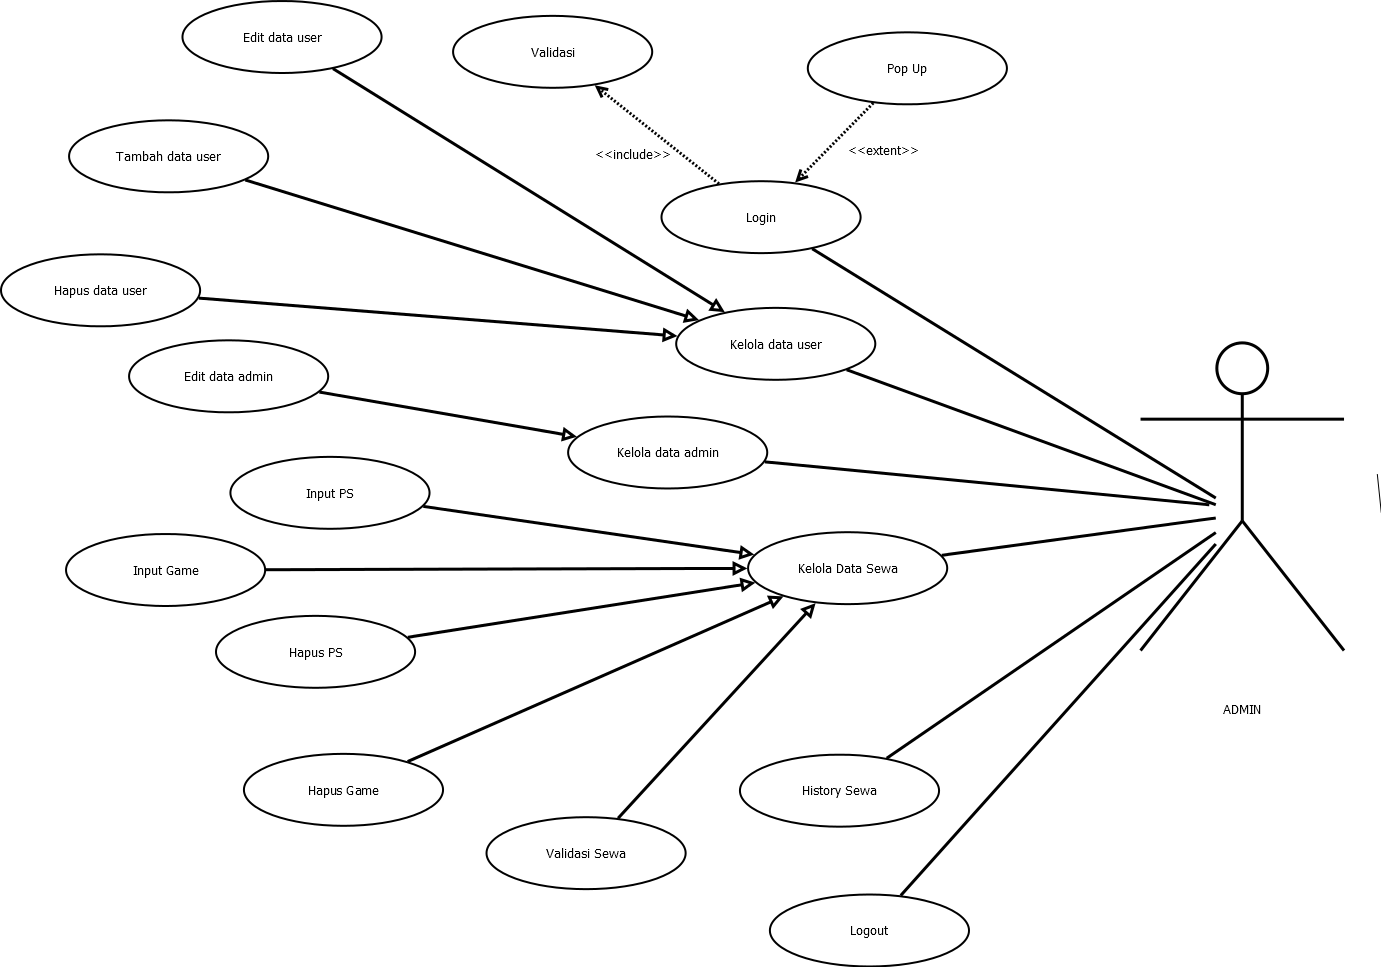 Edit data user
Validasi
Pop Up
Tambah data user
<<include>>
<<extent>>
Login
Hapus data user
Kelola data user
Edit data admin
Kelola data admin
Input PS
Input Game
Kelola Data Sewa
Hapus PS
ADMIN
Hapus Game
History Sewa
Validasi Sewa
Logout